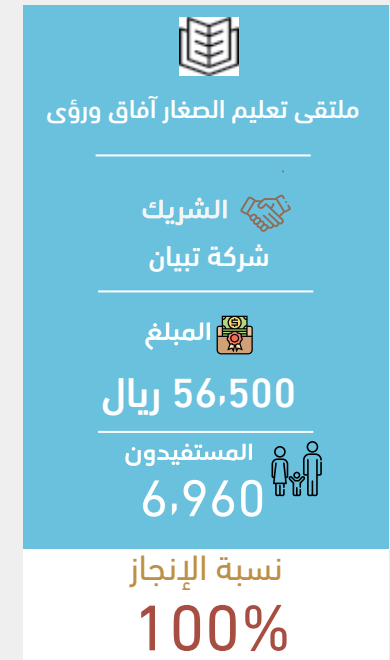 ملتقى تعليم الصغار آفاق ورؤى
الشريك
شركة تبيان
المبلغ
56،500 ريال
المستفيدون
6،960
نسبة الإنجاز
100%